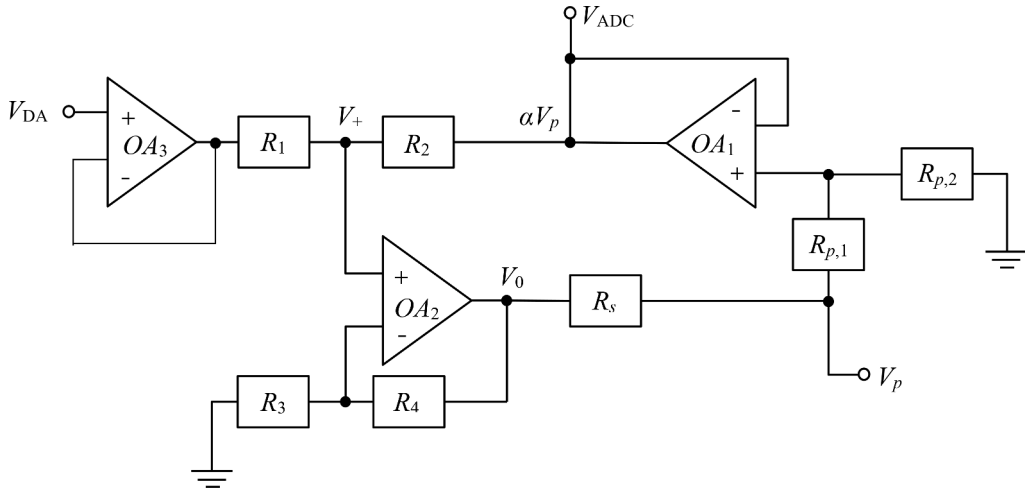 V_ADC
V_DA
+
OA_3
-
R_1
V_+
R_2
αV_p
-
OA_1
+
R_p,2
R_p,1
+
OA_2
-
V_0
R_s
R_3
R_4
V_p